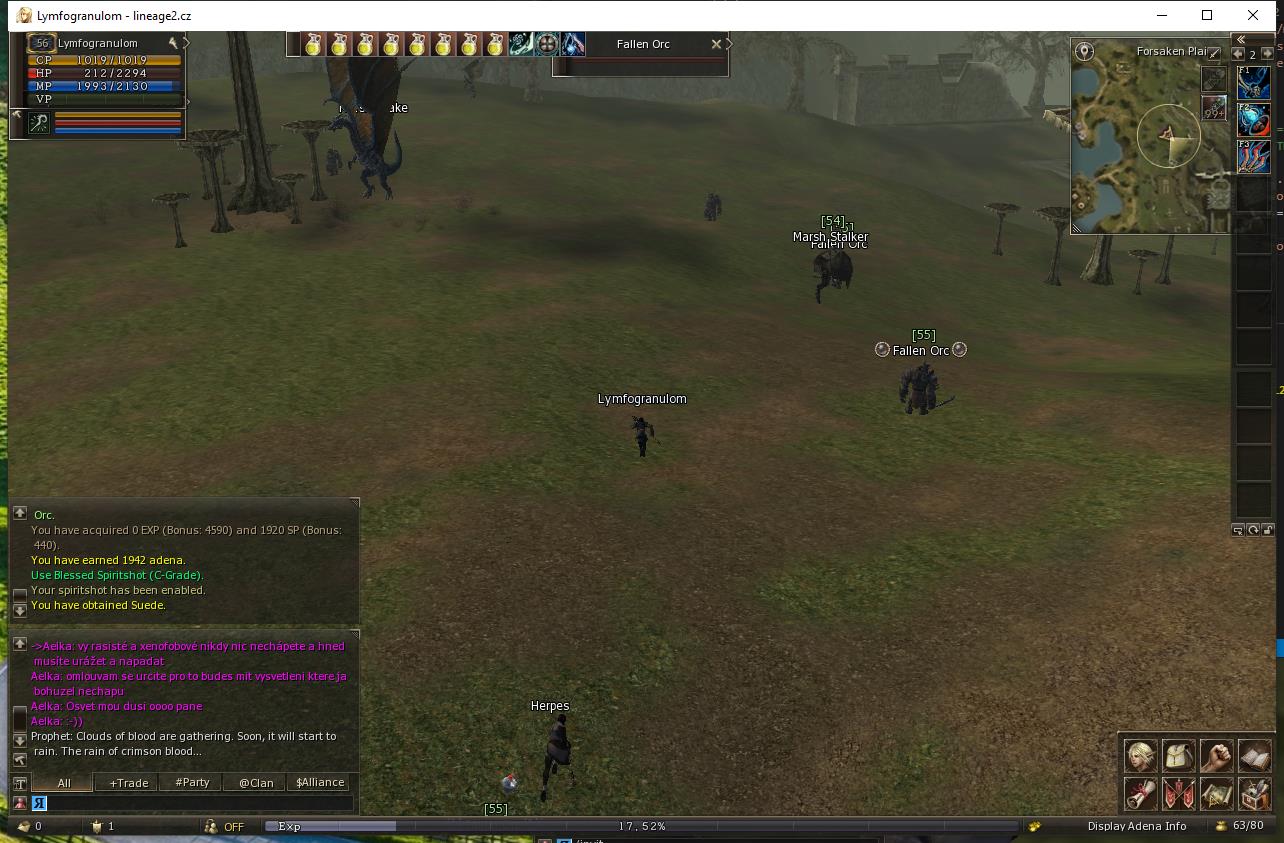 Lymfogranulom - lineage2.cz
56 Lymfogranulom
CP 1019/1019
HP 212/2294
MP 1993/2130
VP
Fallen Orc
Forsaken Plai
2
F1
F2
F3
99+
[54]
Marsh Stalker
Fallen Orc
[55]
Fallen Orc
Lymfogranulom
Orc.
You have acquired 0 EXP (Bonus: 4590) and 1920 SP (Bonus:
440).
You have earned 1942 adena.
Use Blessed Spiritshot (C-Grade).
Your spiritshot has been enabled.
You have obtained Suede.
->Aelka: vy rasisté a xenofobové nikdy nic nechápete a hned
musíte urážet a napadat
Aelka: omlouvam se urcite pro to budes mit vysvetleni ktere ja
bohuzel nechapu
Aelka: Osvet mou dusi oooo pane
Aelka: :-))
Prophet: Clouds of blood are gathering. Soon, it will start to
rain. The rain of crimson blood...
Herpes
[55]
All +Trade #Party @Clan $Alliance
0 1 OFF Exp 17,52% Display Adena Info 63/80